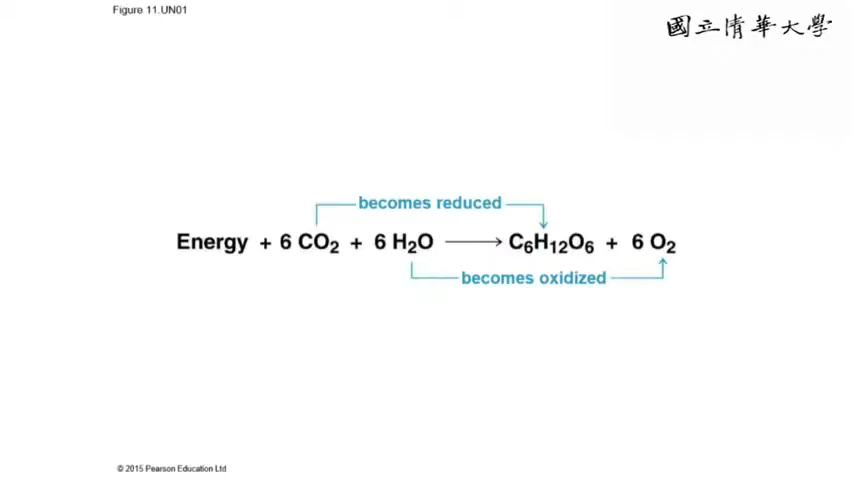 Figure 11.UN01
國立清華大學
becomes reduced
Energy + 6 CO₂ + 6 H₂O ⟶ C₆H₁₂O₆ + 6 O₂
becomes oxidized
© 2015 Pearson Education Ltd